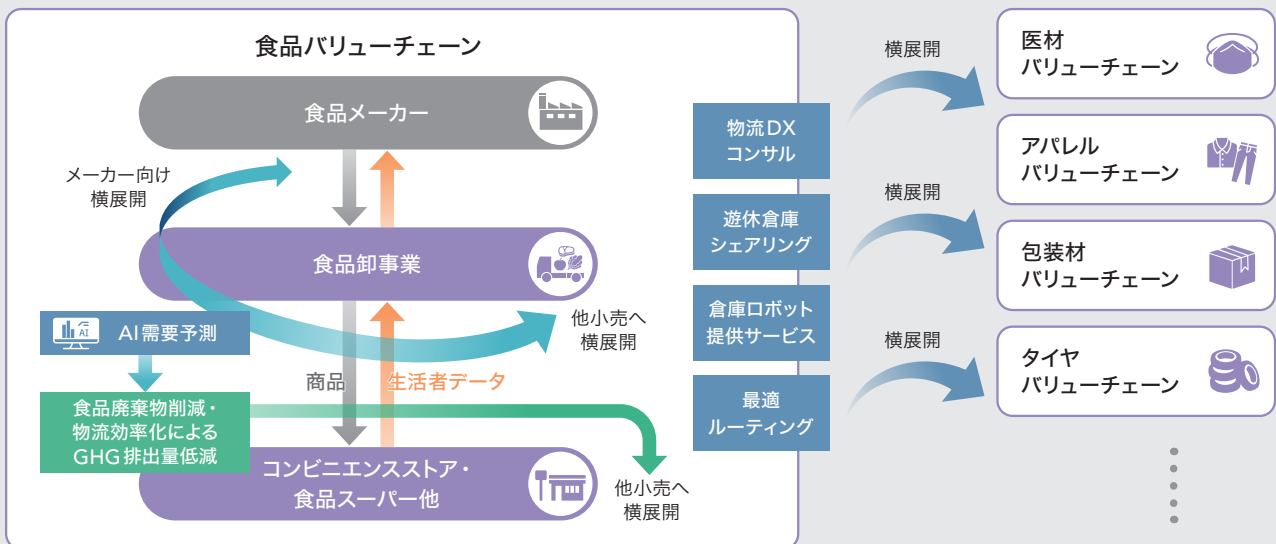 食品バリューチェーン
食品メーカー
メーカー向け
横展開
食品卸事業
AI
AI需要予測
他小売へ
横展開
商品
生活者データ
食品廃棄物削減・
物流効率化による
GHG排出量低減
コンビニエンスストア・
食品スーパー他
他小売へ
横展開
物流DX
コンサル
遊休倉庫
シェアリング
倉庫ロボット
提供サービス
最適
ルーティング
横展開
横展開
横展開
医材
バリューチェーン
アパレル
バリューチェーン
包装材
バリューチェーン
タイヤ
バリューチェーン